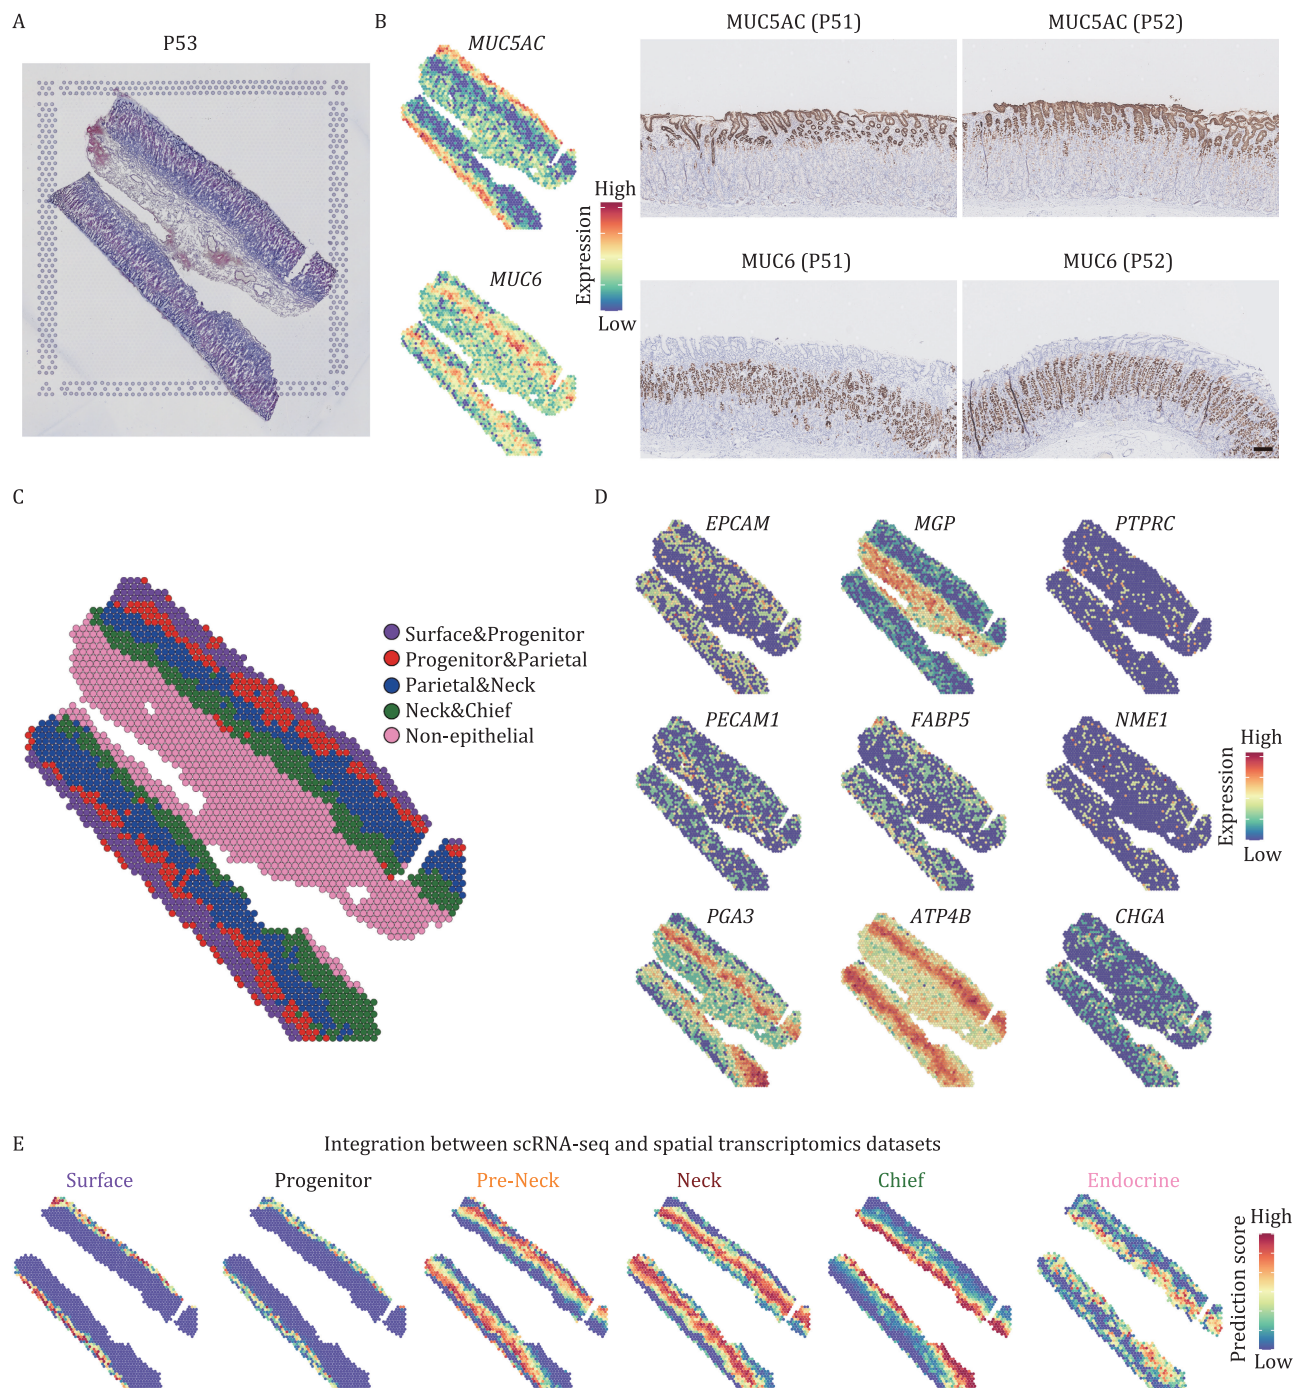 A
P53
B
MUC5AC
MUC5AC (P51)
MUC5AC (P52)
High
Expression
Low
MUC6
MUC6 (P51)
MUC6 (P52)
C
Surface&Progenitor
Progenitor&Parietal
Parietal&Neck
Neck&Chief
Non-epithelial
D
EPCAM
MGP
PTPRC
PECAM1
FABP5
NME1
High
Expression
Low
PGA3
ATP4B
CHGA
E
Integration between scRNA-seq and spatial transcriptomics datasets
Surface
Progenitor
Pre-Neck
Neck
Chief
Endocrine
High
Prediction score
Low